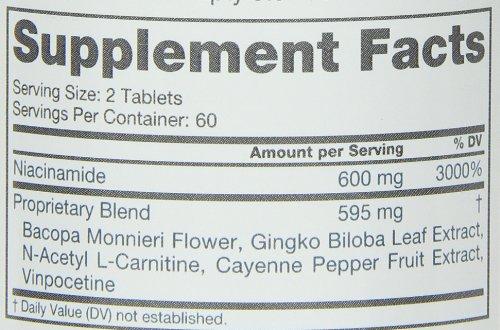 Supplement Facts
Serving Size: 2 Tablets
Servings Per Container: 60
Amount per Serving % DV
Niacinamide 600 mg 3000%
Proprietary Blend 595 mg †
Bacopa Monnieri Flower, Gingko Biloba Leaf Extract,
N-Acetyl L-Carnitine, Cayenne Pepper Fruit Extract,
Vinpocetine
† Daily Value (DV) not established.